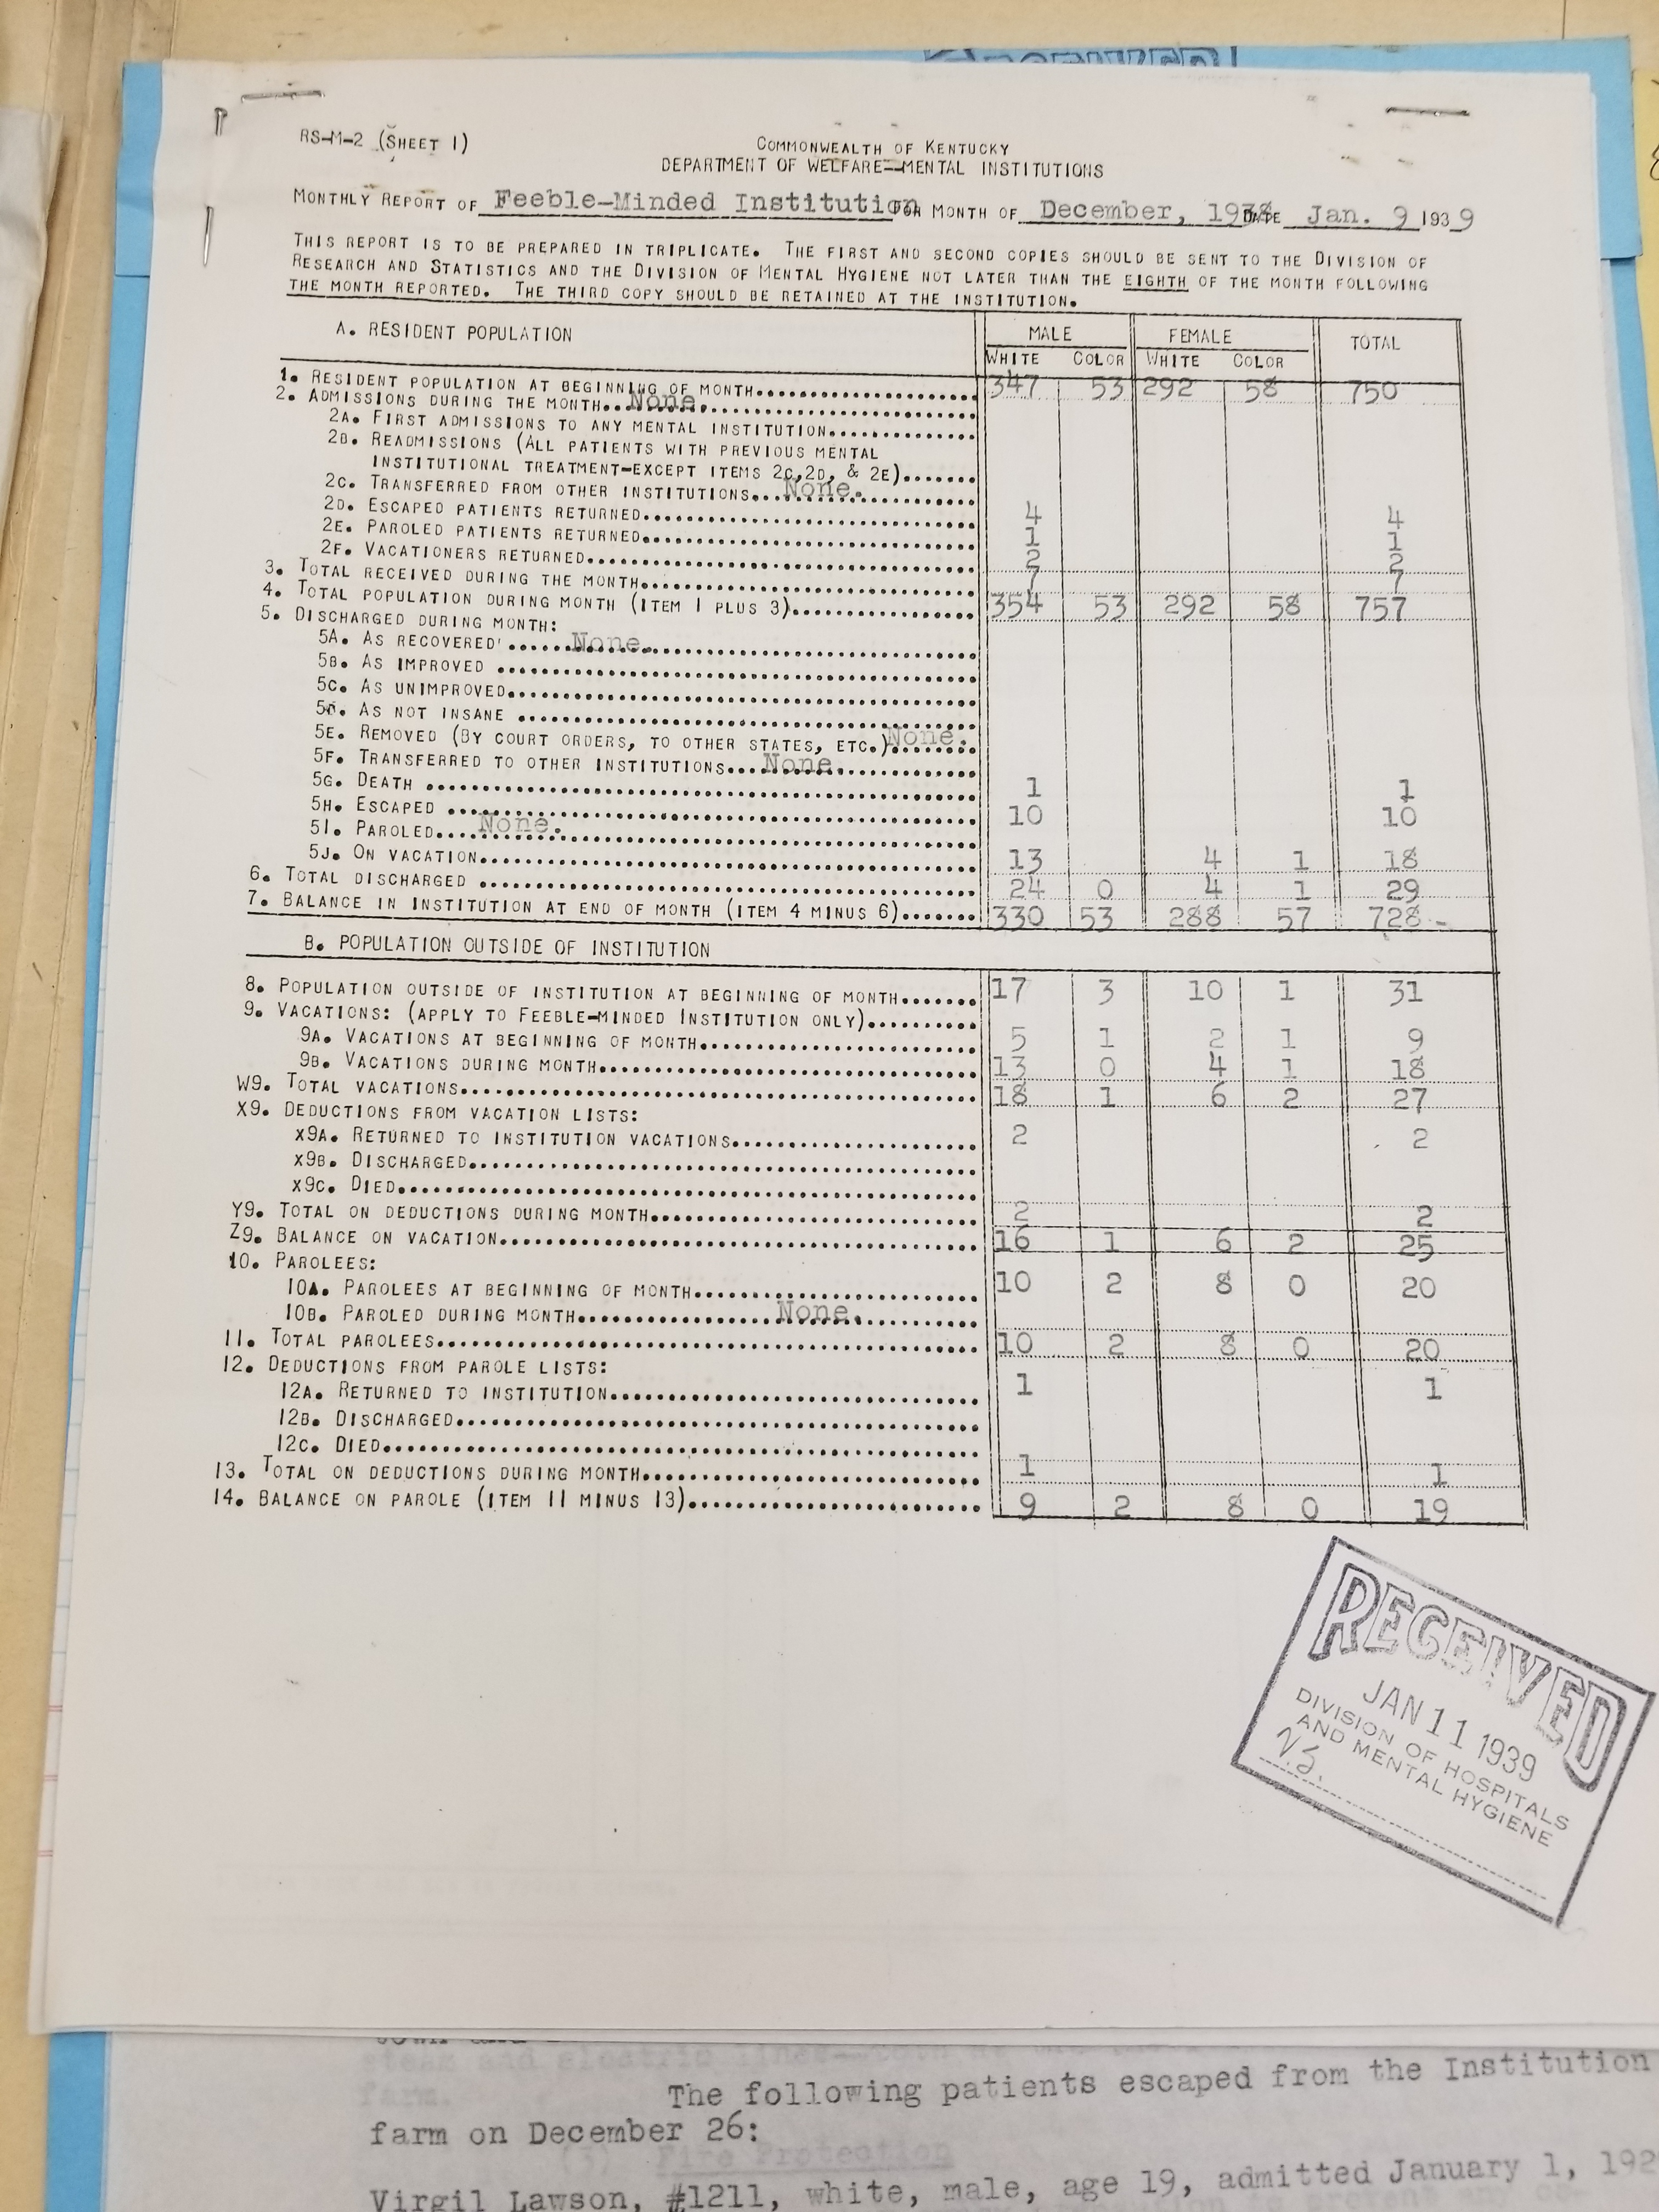 RECEIVED
RS-M-2 (SHEET 1)
COMMONWEALTH OF KENTUCKY
DEPARTMENT OF WELFARE—MENTAL INSTITUTIONS
MONTHLY REPORT OF Feeble-Minded Institution FOR MONTH OF December, 1938 DATE Jan. 9 1939
THIS REPORT IS TO BE PREPARED IN TRIPLICATE. THE FIRST AND SECOND COPIES SHOULD BE SENT TO THE DIVISION OF
RESEARCH AND STATISTICS AND THE DIVISION OF MENTAL HYGIENE NOT LATER THAN THE EIGHTH OF THE MONTH FOLLOWING
THE MONTH REPORTED. THE THIRD COPY SHOULD BE RETAINED AT THE INSTITUTION.
A. RESIDENT POPULATION MALE FEMALE TOTAL
WHITE COLOR WHITE COLOR
1. RESIDENT POPULATION AT BEGINNING OF MONTH 347 53 292 58 750
2. ADMISSIONS DURING THE MONTH None.
2A. FIRST ADMISSIONS TO ANY MENTAL INSTITUTION
2B. READMISSIONS (ALL PATIENTS WITH PREVIOUS MENTAL
INSTITUTIONAL TREATMENT-EXCEPT ITEMS 2C,2D, & 2E)
2C. TRANSFERRED FROM OTHER INSTITUTIONS None.
2D. ESCAPED PATIENTS RETURNED 4 4
2E. PAROLED PATIENTS RETURNED 1 1
2F. VACATIONERS RETURNED 2 2
3. TOTAL RECEIVED DURING THE MONTH 7 7
4. TOTAL POPULATION DURING MONTH (ITEM 1 PLUS 3) 354 53 292 58 757
5. DISCHARGED DURING MONTH:
5A. AS RECOVERED None.
5B. AS IMPROVED
5C. AS UNIMPROVED
5D. AS NOT INSANE
5E. REMOVED (BY COURT ORDERS, TO OTHER STATES, ETC.) None.
5F. TRANSFERRED TO OTHER INSTITUTIONS None.
5G. DEATH 1 1
5H. ESCAPED 10 10
5I. PAROLED None.
5J. ON VACATION 13 4 1 18
6. TOTAL DISCHARGED 24 0 4 1 29
7. BALANCE IN INSTITUTION AT END OF MONTH (ITEM 4 MINUS 6) 330 53 288 57 728
B. POPULATION OUTSIDE OF INSTITUTION
8. POPULATION OUTSIDE OF INSTITUTION AT BEGINNING OF MONTH 17 3 10 1 31
9. VACATIONS: (APPLY TO FEEBLE-MINDED INSTITUTION ONLY)
9A. VACATIONS AT BEGINNING OF MONTH 5 1 2 1 9
9B. VACATIONS DURING MONTH 13 0 4 1 18
W9. TOTAL VACATIONS 18 1 6 2 27
X9. DEDUCTIONS FROM VACATION LISTS:
X9A. RETURNED TO INSTITUTION VACATIONS 2 2
X9B. DISCHARGED
X9C. DIED
Y9. TOTAL ON DEDUCTIONS DURING MONTH 2 2
Z9. BALANCE ON VACATION 16 1 6 2 25
10. PAROLEES:
10A. PAROLEES AT BEGINNING OF MONTH 10 2 8 0 20
10B. PAROLED DURING MONTH None.
11. TOTAL PAROLEES 10 2 8 0 20
12. DEDUCTIONS FROM PAROLE LISTS:
12A. RETURNED TO INSTITUTION 1 1
12B. DISCHARGED
12C. DIED
13. TOTAL ON DEDUCTIONS DURING MONTH 1 1
14. BALANCE ON PAROLE (ITEM 11 MINUS 13) 9 2 8 0 19
RECEIVED
JAN 11 1939
DIVISION OF HOSPITALS
AND MENTAL HYGIENE
steam and electric lines
farm.
The following patients escaped from the Institution
farm on December 26:
(3) Fire Protection
Virgil Lawson, #1211, white, male, age 19, admitted January 1, 192